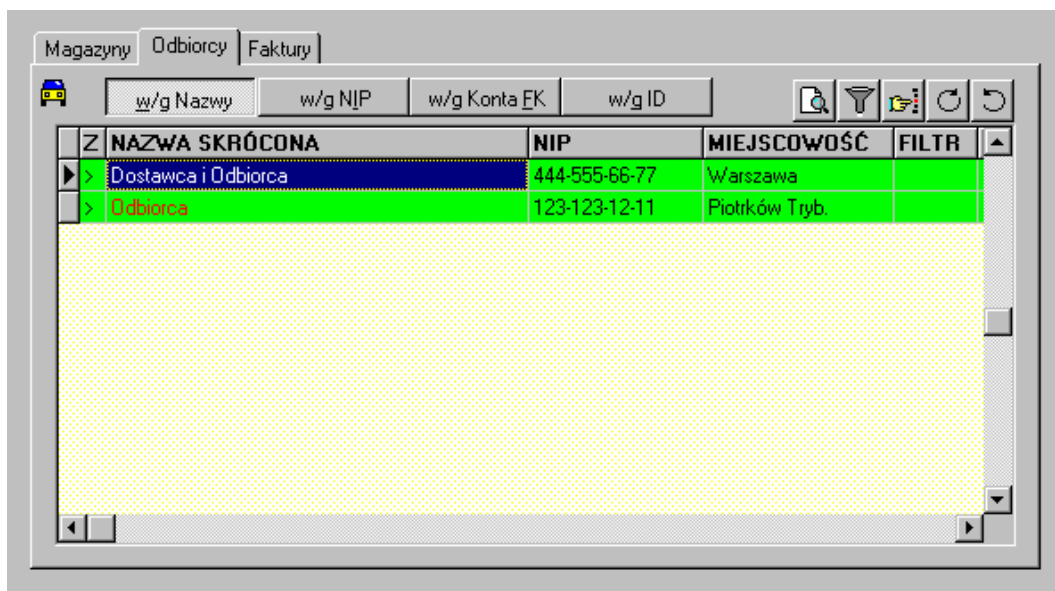 Magazyny Odbiorcy Faktury
w/g Nazwy w/g NIP w/g Konta FK w/g ID
Z NAZWA SKRÓCONA NIP MIEJSCOWOŚĆ FILTR
> Dostawca i Odbiorca 444-555-66-77 Warszawa
> Odbiorca 123-123-12-11 Piotrków Tryb.